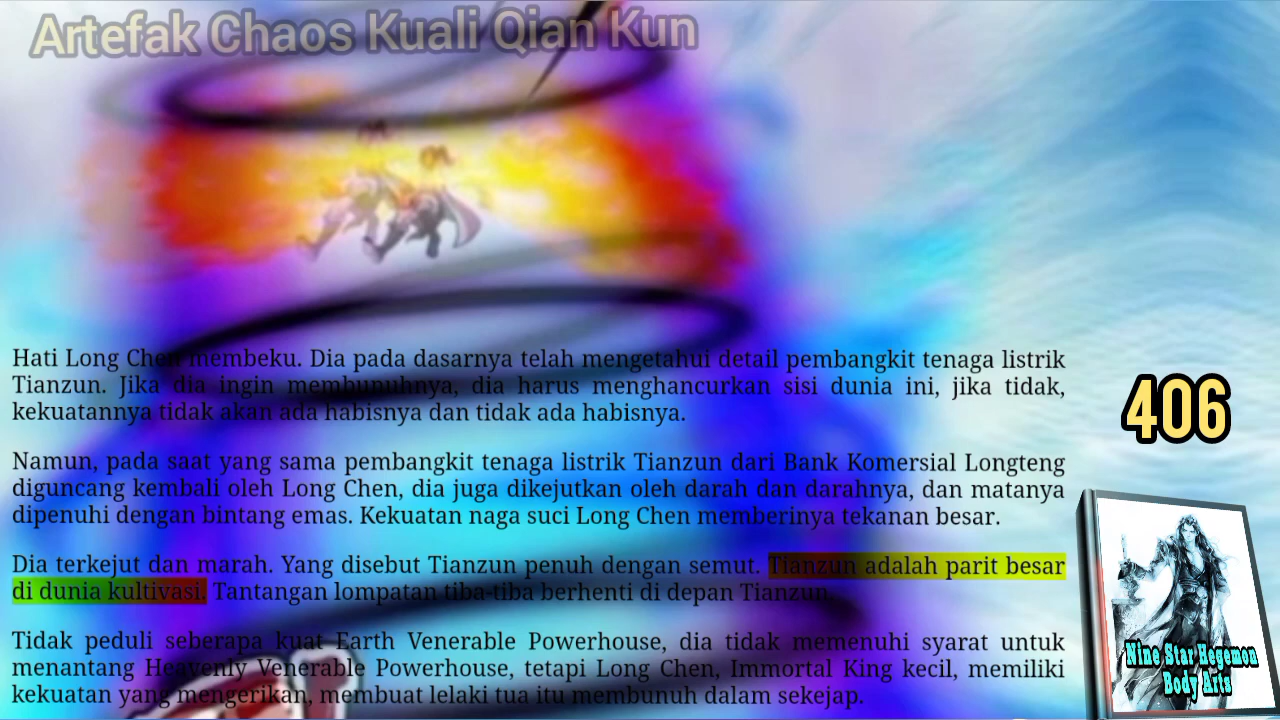 Artefak Chaos Kuali Qian Kun
Hati Long Chen membeku. Dia pada dasarnya telah mengetahui detail pembangkit tenaga listrik
Tianzun. Jika dia ingin membunuhnya, dia harus menghancurkan sisi dunia ini, jika tidak,
kekuatannya tidak akan ada habisnya dan tidak ada habisnya.
Namun, pada saat yang sama pembangkit tenaga listrik Tianzun dari Bank Komersial Longteng
diguncang kembali oleh Long Chen, dia juga dikejutkan oleh darah dan darahnya, dan matanya
dipenuhi dengan bintang emas. Kekuatan naga suci Long Chen memberinya tekanan besar.
Dia terkejut dan marah. Yang disebut Tianzun penuh dengan semut. Tianzun adalah parit besar
di dunia kultivasi. Tantangan lompatan tiba-tiba berhenti di depan Tianzun.
Tidak peduli seberapa kuat Earth Venerable Powerhouse, dia tidak memenuhi syarat untuk
menantang Heavenly Venerable Powerhouse, tetapi Long Chen, Immortal King kecil, memiliki
kekuatan yang mengerikan, membuat lelaki tua itu membunuh dalam sekejap.
406
Nine Star Hegemon
Body Arts